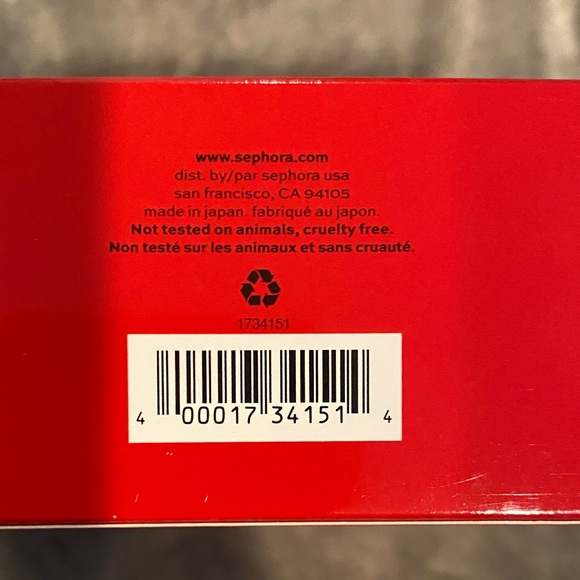 www.sephora.com
dist. by/par sephora usa
san francisco, CA 94105
made in japan. fabriqué au japon.
Not tested on animals, cruelty free.
Non testé sur les animaux et sans cruauté.
1734151
4 00017 34151 4